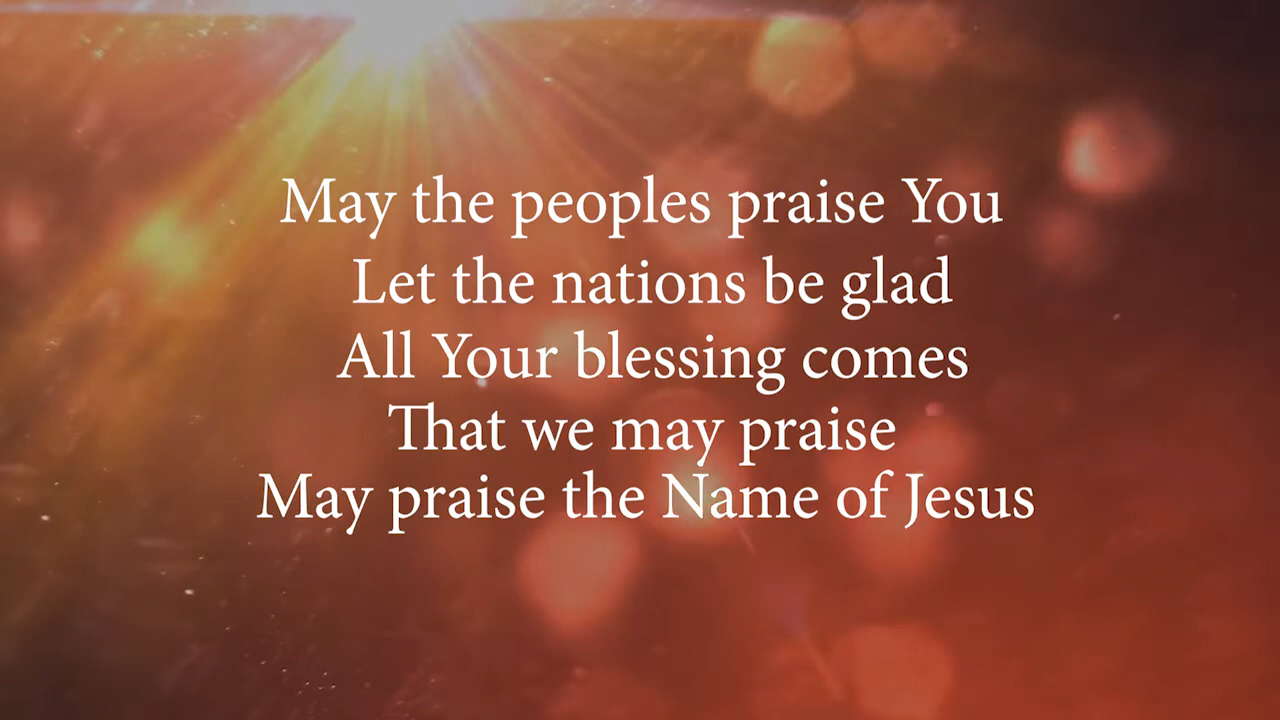 May the peoples praise You
Let the nations be glad
All Your blessing comes
That we may praise
May praise the Name of Jesus